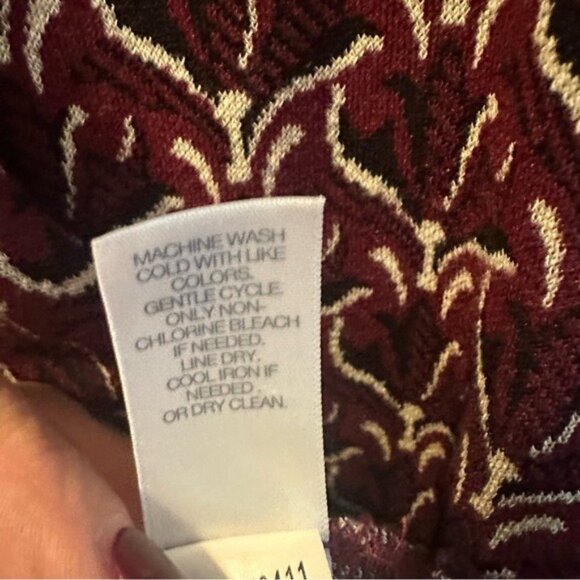 MACHINE WASH
COLD WITH LIKE
COLORS.
GENTLE CYCLE.
ONLY NON-
CHLORINE BLEACH
IF NEEDED.
LINE DRY.
COOL IRON IF
NEEDED.
OR DRY CLEAN.
411